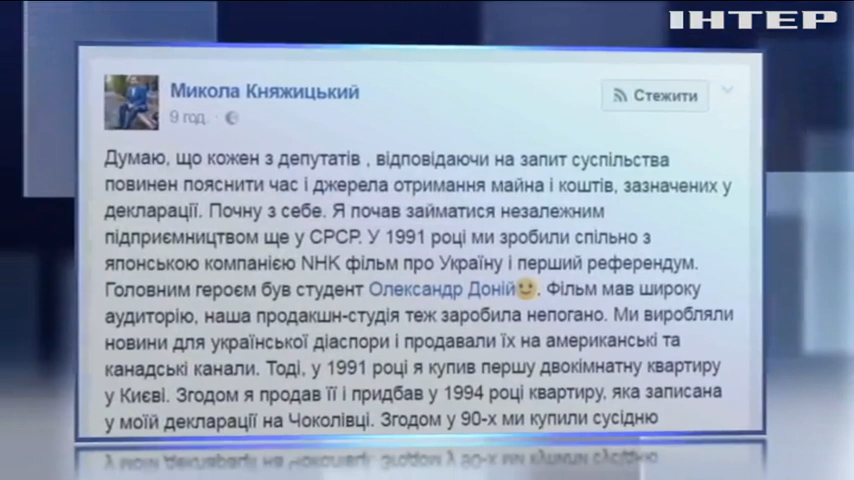 ІНТЕР
Микола Княжицький
Стежити
9 год.
Думаю, що кожен з депутатів , відповідаючи на запит суспільства
повинен пояснити час і джерела отримання майна і коштів, зазначених у
декларації. Почну з себе. Я почав займатися незалежним
підприємництвом ще у СРСР. У 1991 році ми зробили спільно з
японською компанією NHK фільм про Україну і перший референдум.
Головним героєм був студент Олександр Доній. Фільм мав широку
аудиторію, наша продакшн-студія теж заробила непогано. Ми виробляли
новини для української діаспори і продавали їх на американські та
канадські канали. Тоді, у 1991 році я купив першу двокімнатну квартиру
у Києві. Згодом я продав її і придбав у 1994 році квартиру, яка записана
у моїй декларації на Чоколівці. Згодом у 90-х ми купили сусідню